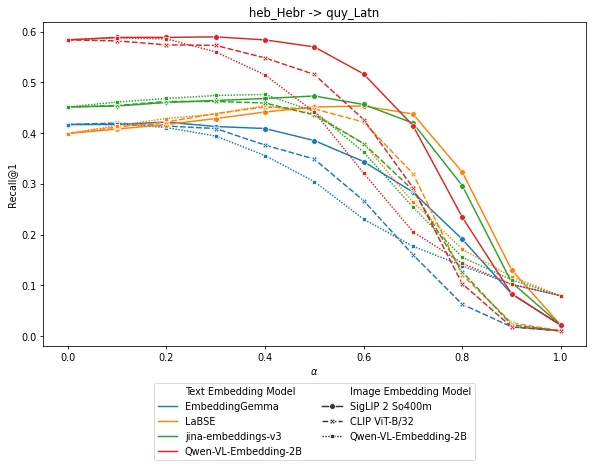 heb_Hebr -> quy_Latn
Recall@1
0.6
0.5
0.4
0.3
0.2
0.1
0.0
0.0 0.2 0.4 0.6 0.8 1.0
α
Text Embedding Model Image Embedding Model
EmbeddingGemma SigLIP 2 So400m
LaBSE CLIP ViT-B/32
jina-embeddings-v3 Qwen-VL-Embedding-2B
Qwen-VL-Embedding-2B